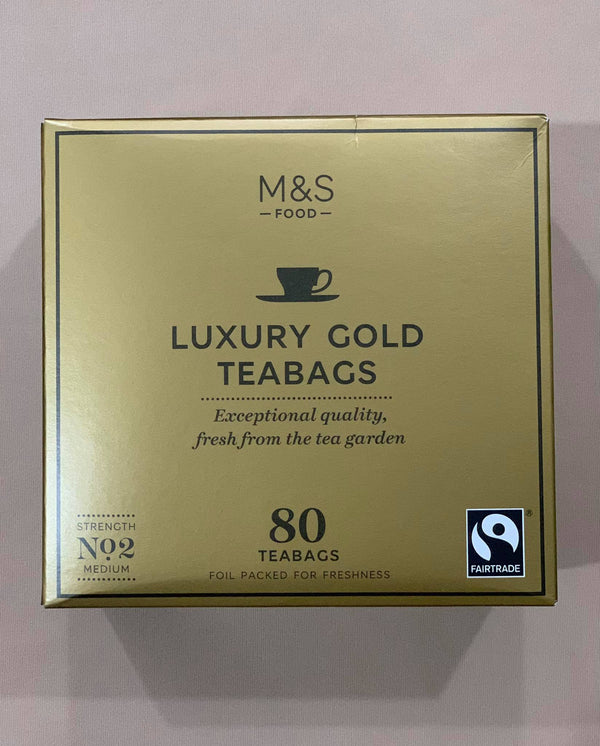 M&S
FOOD
LUXURY GOLD
TEABAGS
Exceptional quality,
fresh from the tea garden
STRENGTH
Nº2
MEDIUM
80
TEABAGS
FOIL PACKED FOR FRESHNESS
FAIRTRADE
®